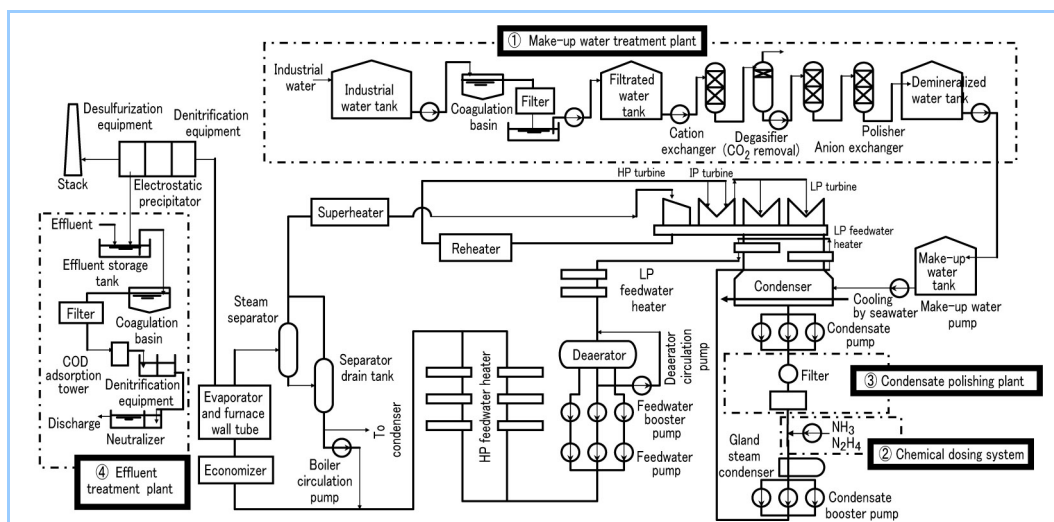 ① Make-up water treatment plant
Industrial
water
Industrial
water tank
Coagulation
basin
Filter
Filtrated
water
tank
Cation
exchanger
Degasifier
(CO₂ removal)
Polisher
Anion exchanger
Demineralized
water tank
Desulfurization
equipment
Denitrification
equipment
Stack
Electrostatic
precipitator
Effluent
Effluent storage
tank
Filter
Coagulation
basin
COD
adsorption
tower
Denitrification
equipment
Discharge
Neutralizer
④ Effluent
treatment plant
Superheater
Reheater
HP turbine
IP turbine
LP turbine
LP feedwater
heater
Steam
separator
Separator
drain tank
Evaporator
and furnace
wall tube
Economizer
Boiler
circulation
pump
To
condenser
HP feedwater heater
LP
feedwater
heater
Deaerator
Deaerator
circulation
pump
Feedwater
booster pump
Feedwater
pump
Condenser
Cooling
by seawater
Make-up
water
tank
Make-up water
pump
Condensate
pump
Filter
③ Condensate polishing plant
NH₃
N₂H₄
② Chemical dosing system
Gland
steam
condenser
Condensate
booster pump